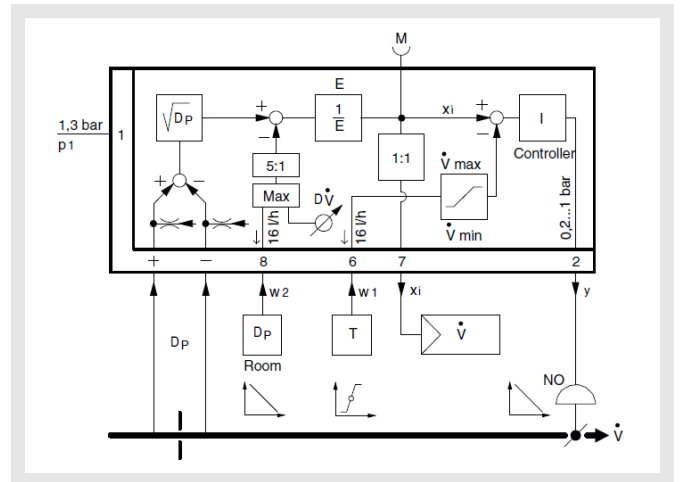 M
E
1,3 bar
p1
1
√DP
+
−
1
E
xi
+
−
I
Controller
5:1
1:1
V̇ max
Max
DV̇
+
−
16 l/h
16 l/h
V̇ min
0,2...1 bar
+
−
8
6
7
2
w2
w1
xi
y
DP
DP
T
V̇
Room
NO
V̇